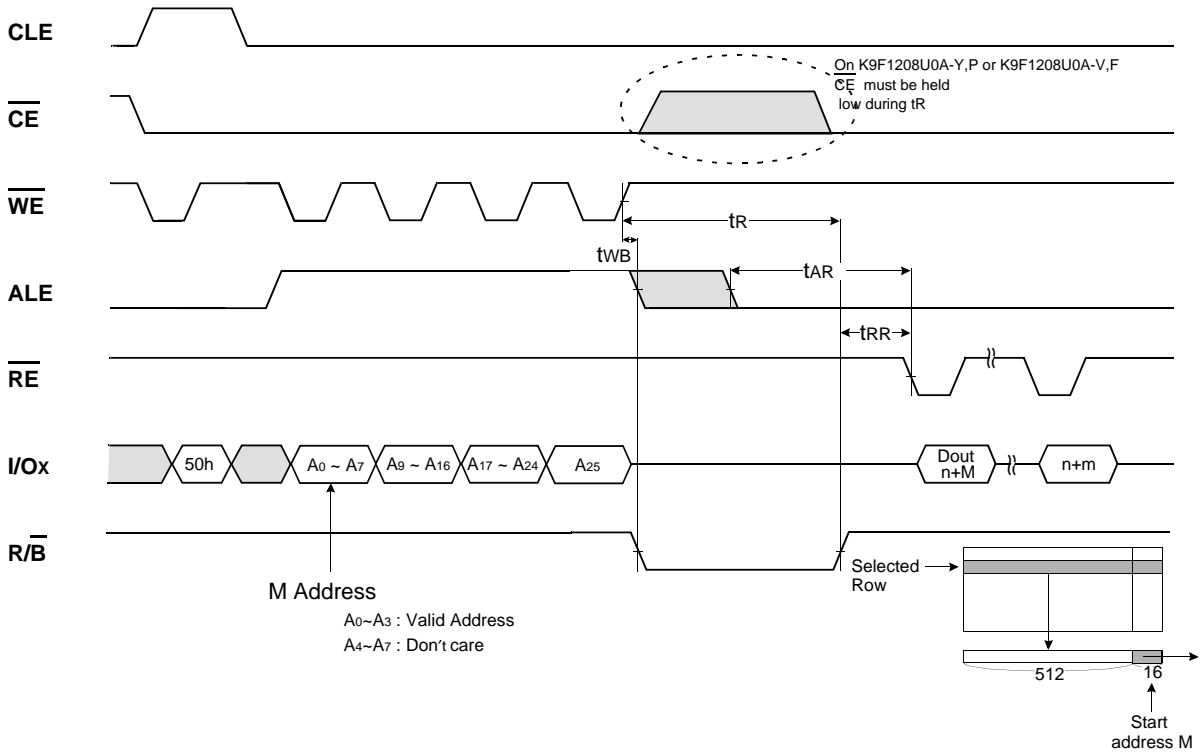 CLE
On K9F1208U0A-Y,P or K9F1208U0A-V,F
CE must be held
low during tR
CE
WE
tR
tWB
tAR
ALE
tRR
RE
I/Ox
50h
A0 ~ A7
A9 ~ A16
A17 ~ A24
A25
Dout
n+M
n+m
R/B
M Address
A0~A3 : Valid Address
A4~A7 : Don't care
Selected
Row
512
16
Start
address M